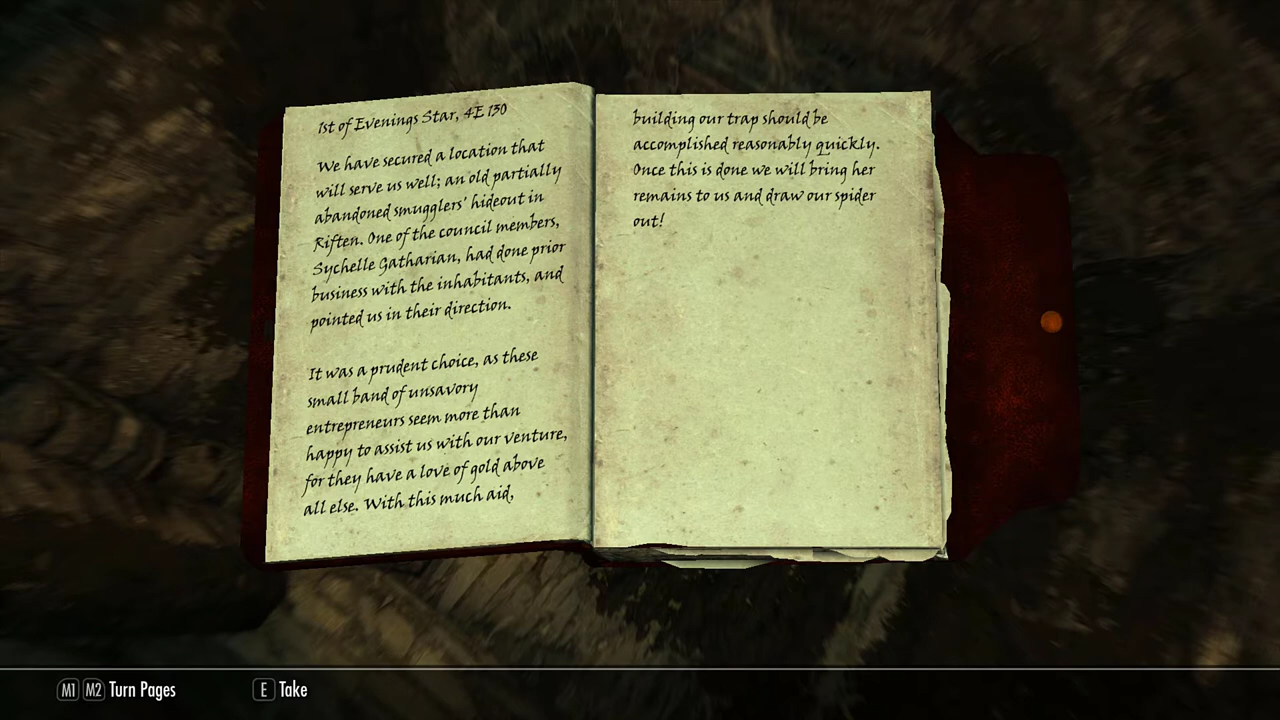 1st of Evenings Star, 4E 130
We have secured a location that
will serve us well; an old partially
abandoned smugglers' hideout in
Riften. One of the council members,
Sychelle Gatharian, had done prior
business with the inhabitants, and
pointed us in their direction.
It was a prudent choice, as these
small band of unsavory
entrepreneurs seem more than
happy to assist us with our venture,
for they have a love of gold above
all else. With this much aid,
building our trap should be
accomplished reasonably quickly.
Once this is done we will bring her
remains to us and draw our spider
out!
M1 M2 Turn Pages
E Take